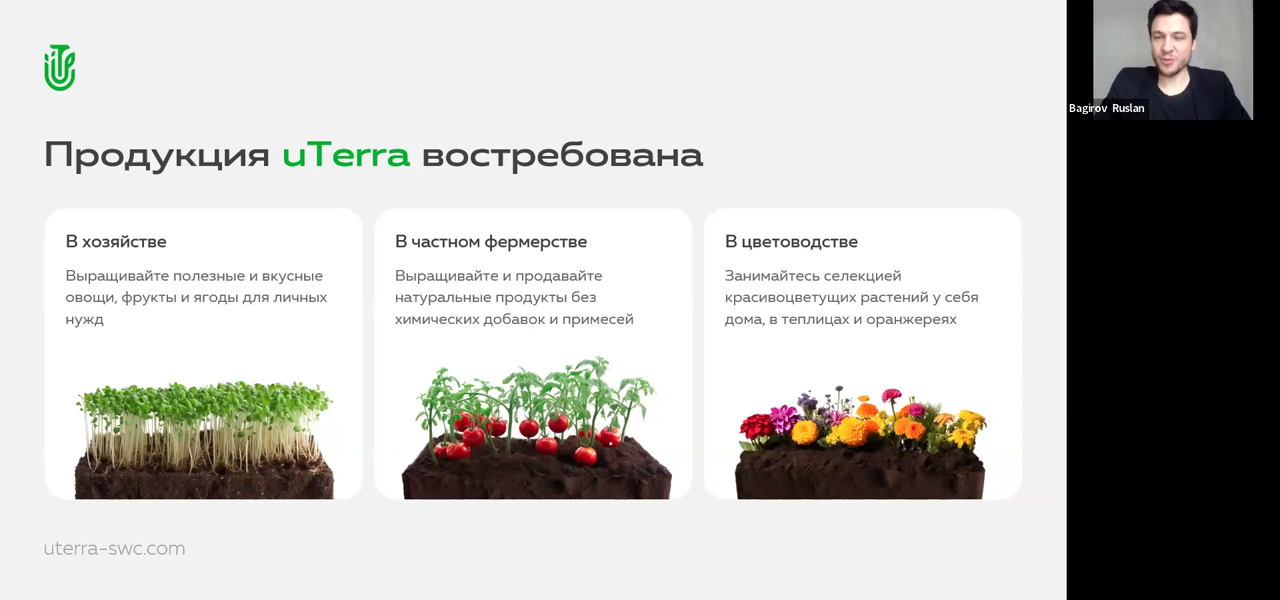 Продукция uTerra востребована
В хозяйстве
Выращивайте полезные и вкусные
овощи, фрукты и ягоды для личных
нужд
В частном фермерстве
Выращивайте и продавайте
натуральные продукты без
химических добавок и примесей
В цветоводстве
Занимайтесь селекцией
красивоцветущих растений у себя
дома, в теплицах и оранжереях
uterra-swc.com
Bagirov Ruslan